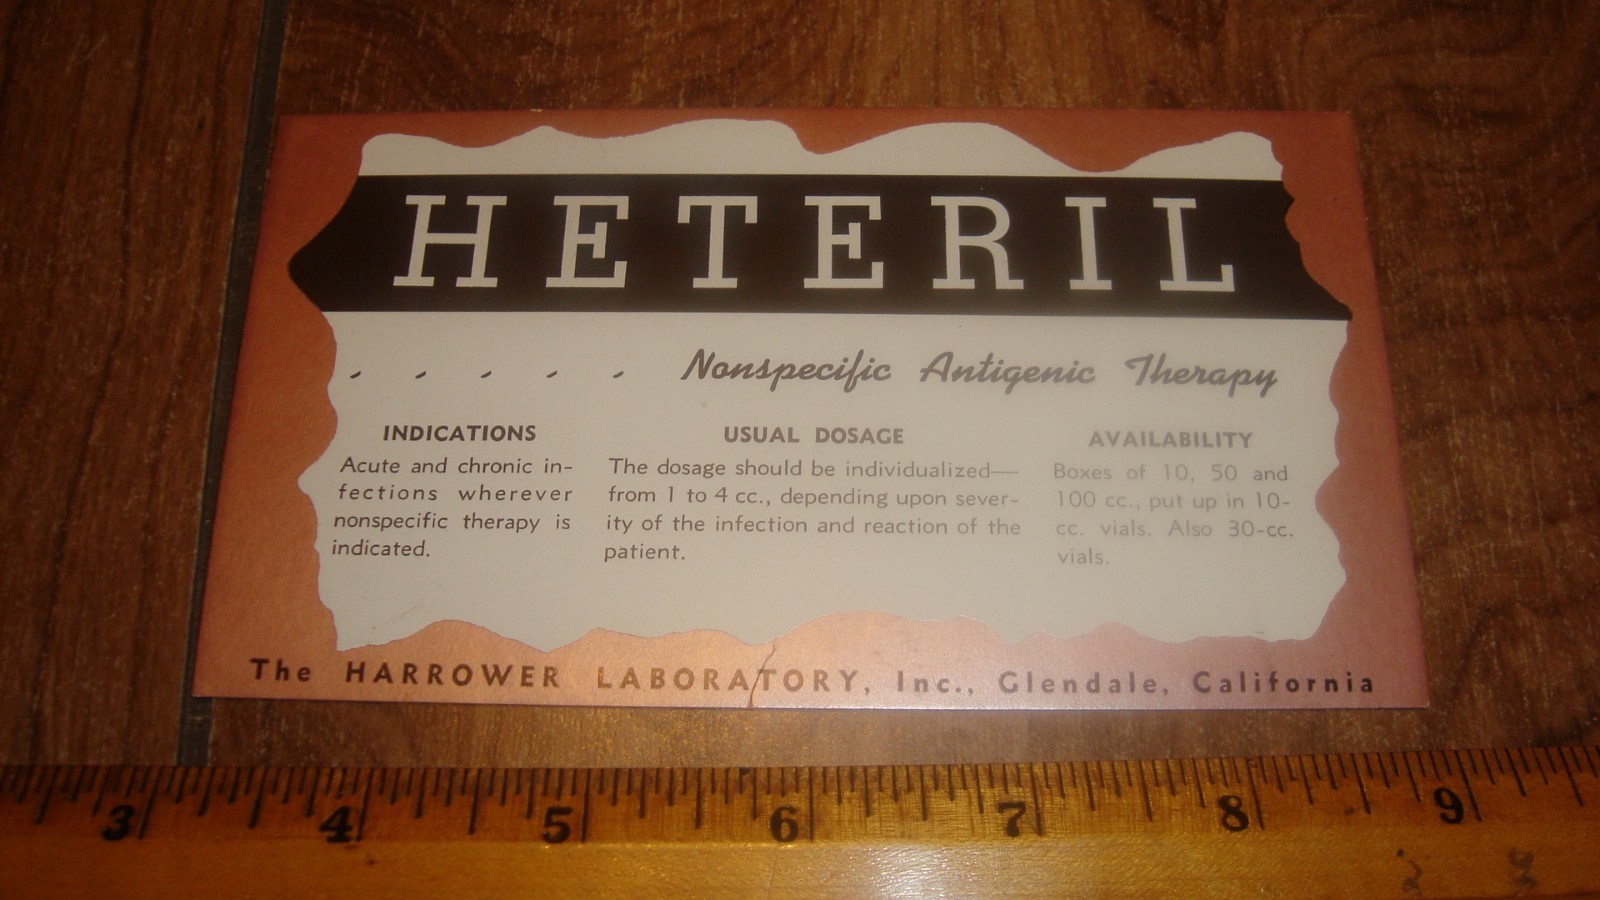 HETERIL
. . . . . Nonspecific Antigenic Therapy
INDICATIONS
Acute and chronic in-
fections wherever
nonspecific therapy is
indicated.
USUAL DOSAGE
The dosage should be individualized—
from 1 to 4 cc., depending upon sever-
ity of the infection and reaction of the
patient.
AVAILABILITY
Boxes of 10, 50 and
100 cc., put up in 10-
cc. vials. Also 30-cc.
vials.
The HARROWER LABORATORY, Inc., Glendale, California
3 4 5 6 7 8 9